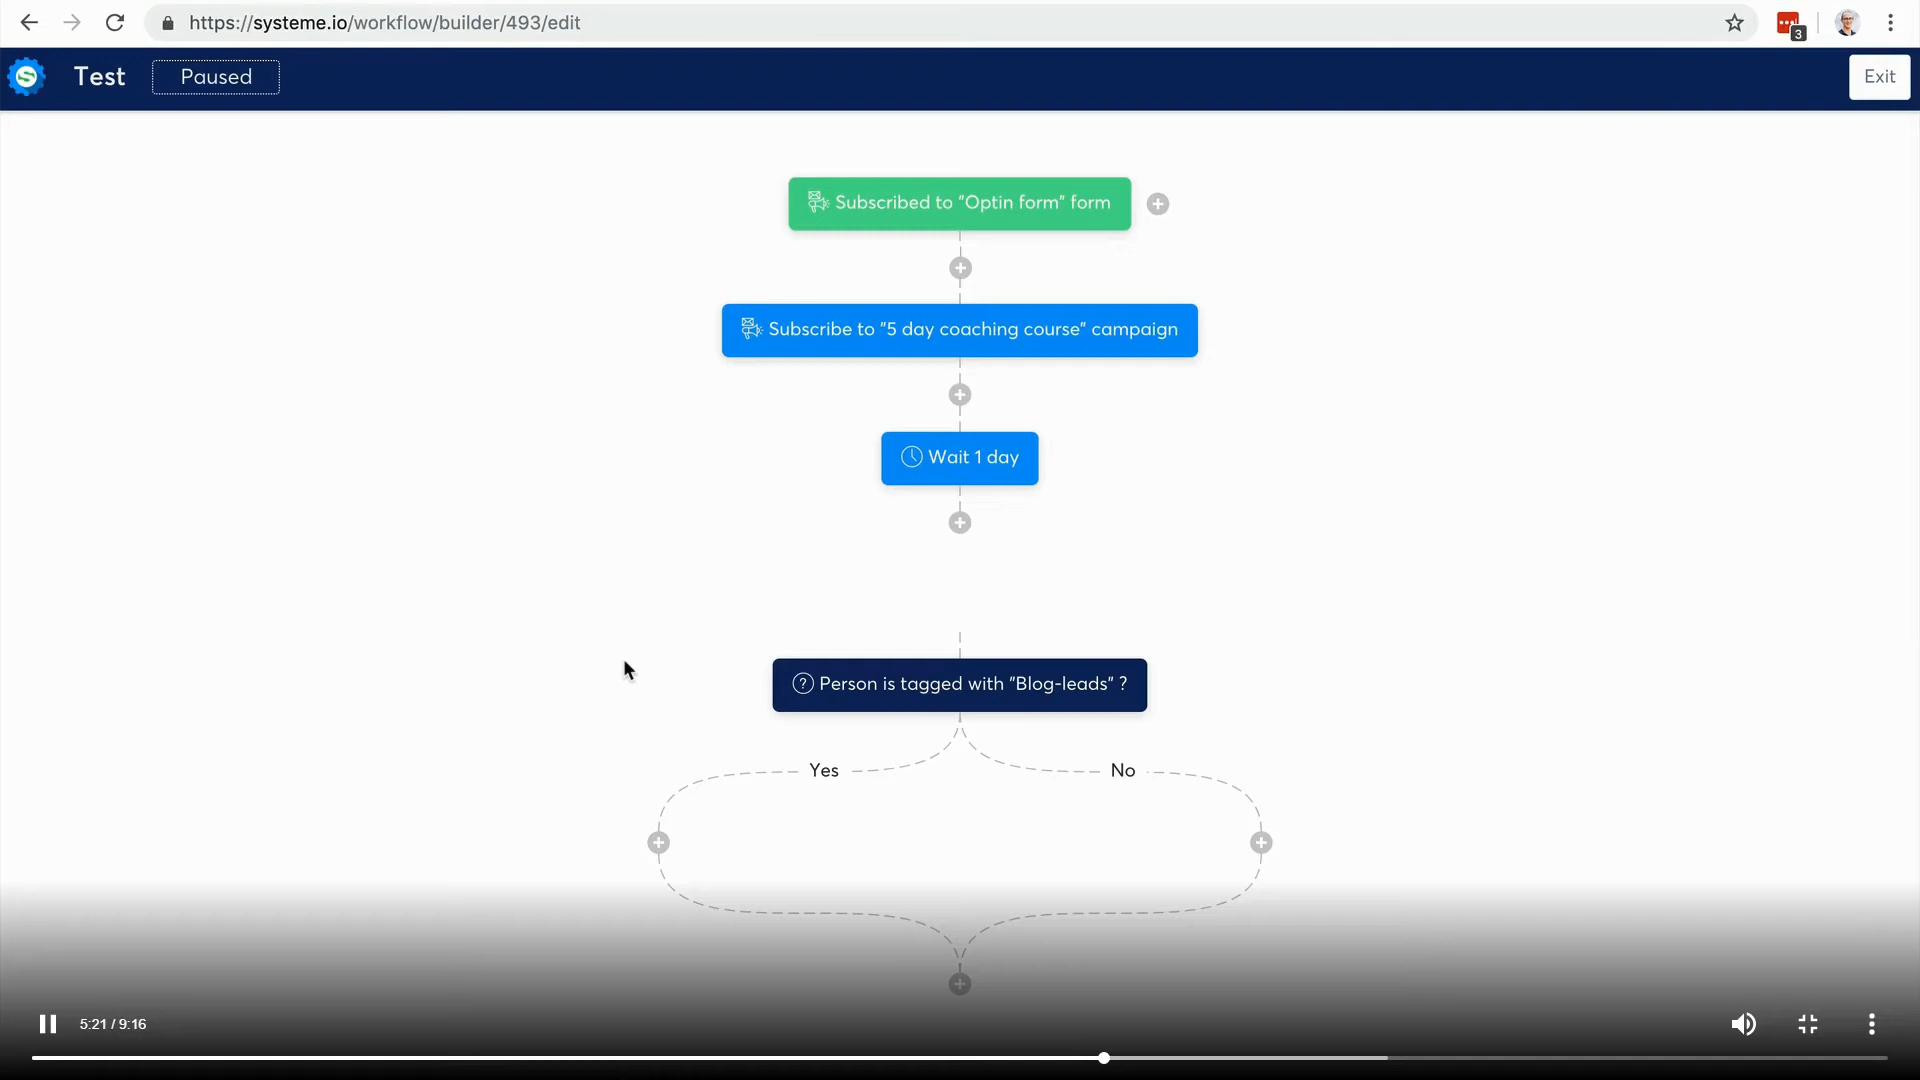 https://systeme.io/workflow/builder/493/edit
3
Test
Paused
Exit
Subscribed to "Optin form" form
Subscribe to "5 day coaching course" campaign
Wait 1 day
Person is tagged with "Blog-leads" ?
Yes
No
5:21 / 9:16